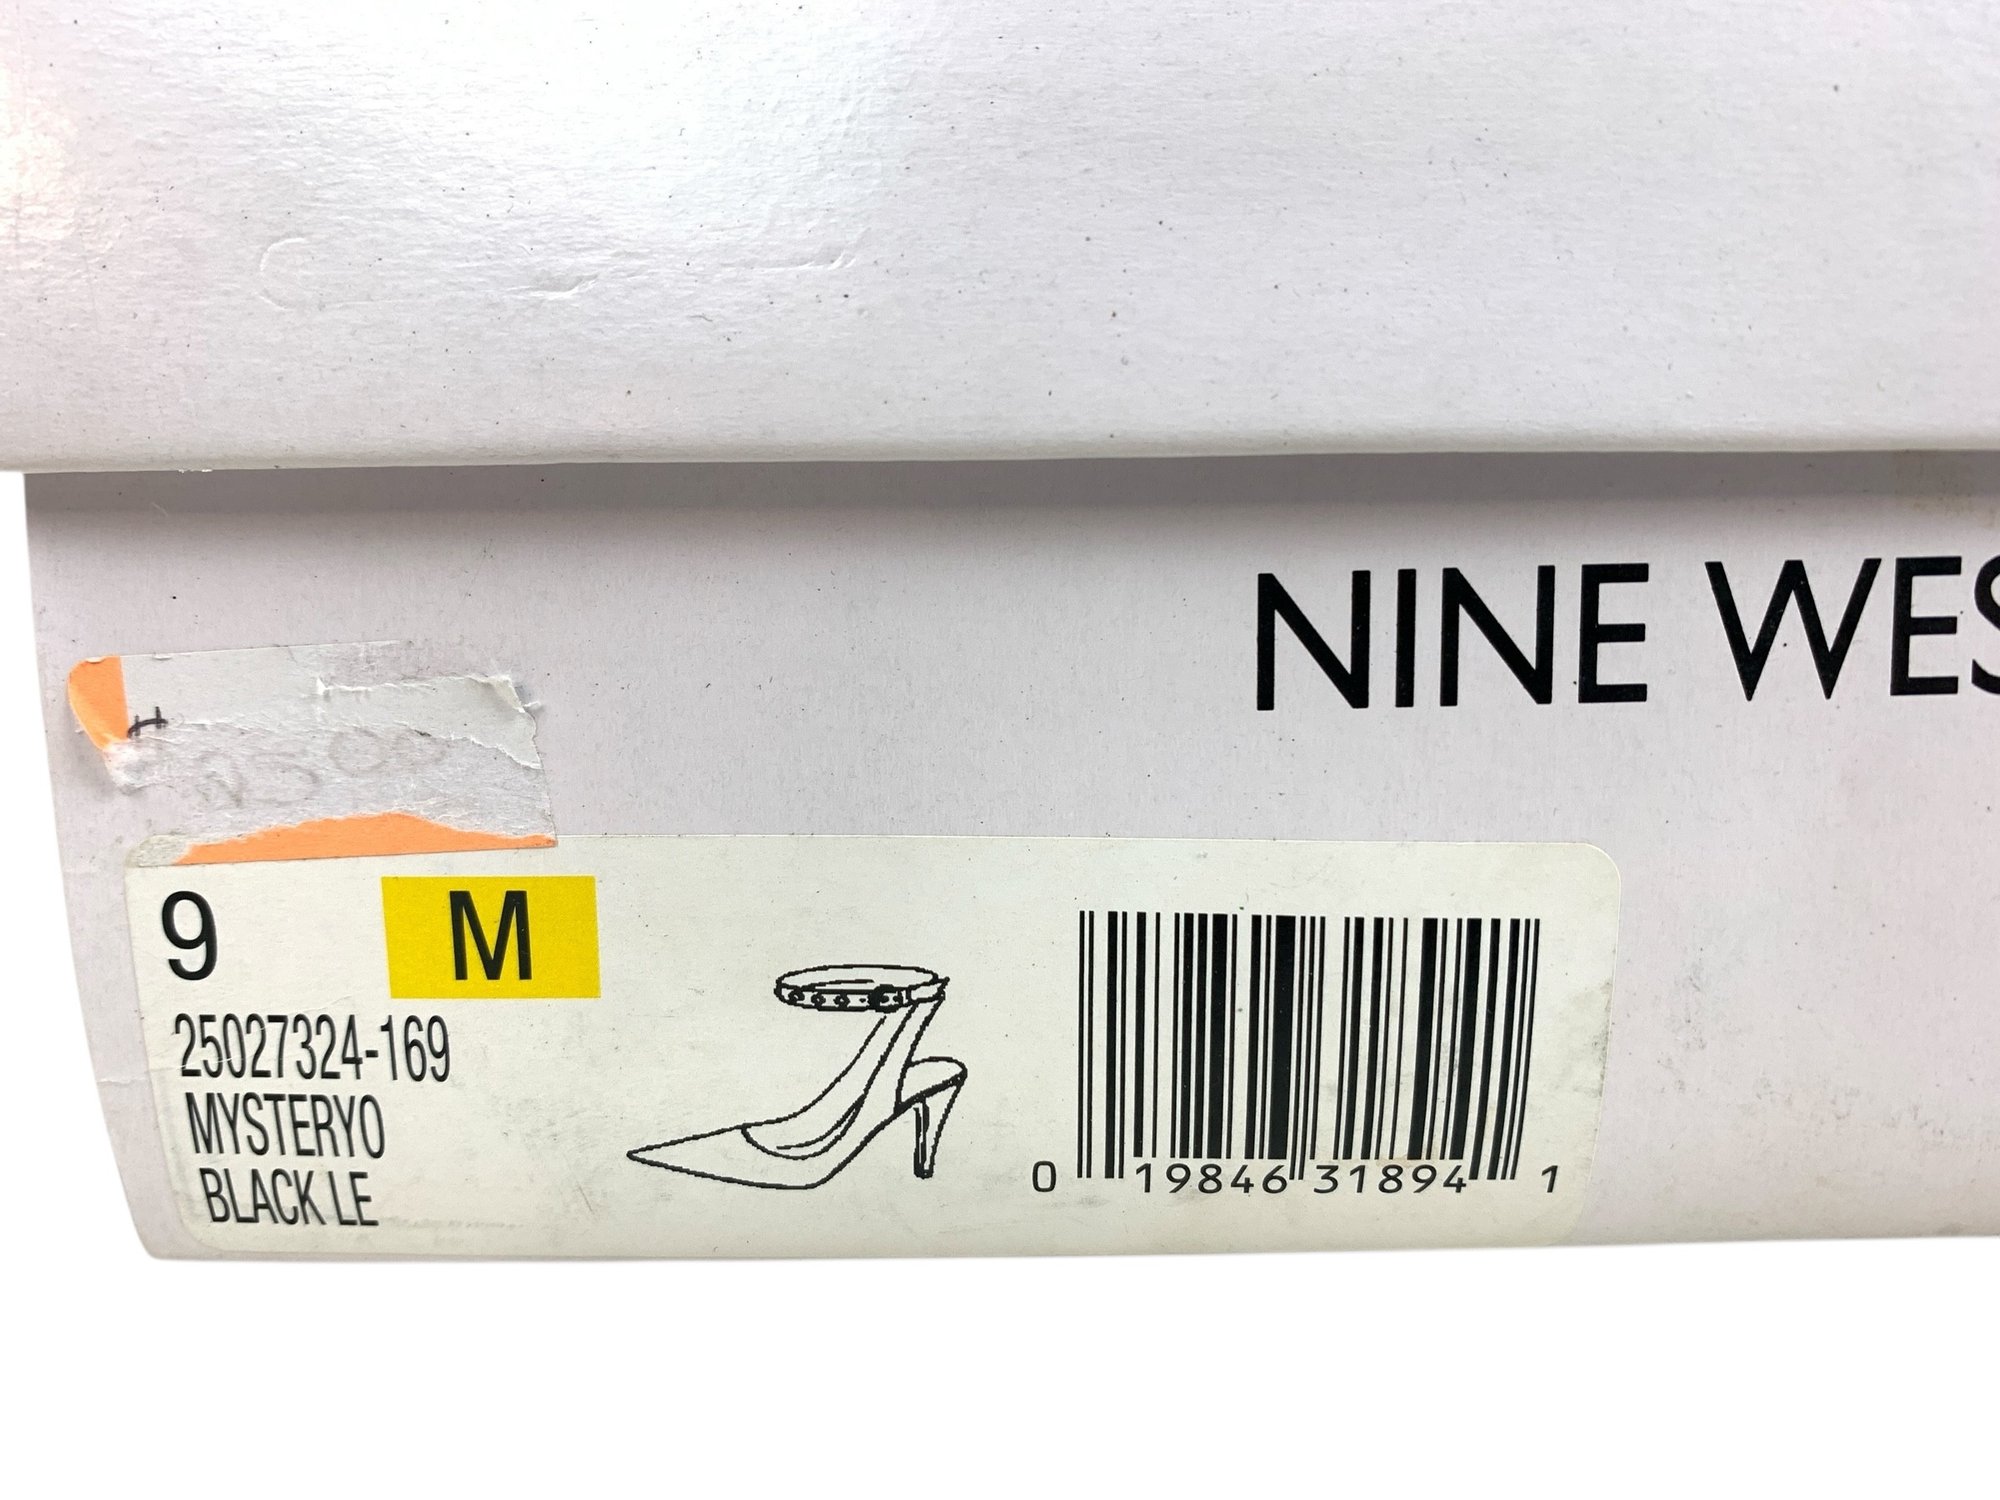 NINE WES
9 M
25027324-169
MYSTERYO
BLACK LE
0 19846 31894 1